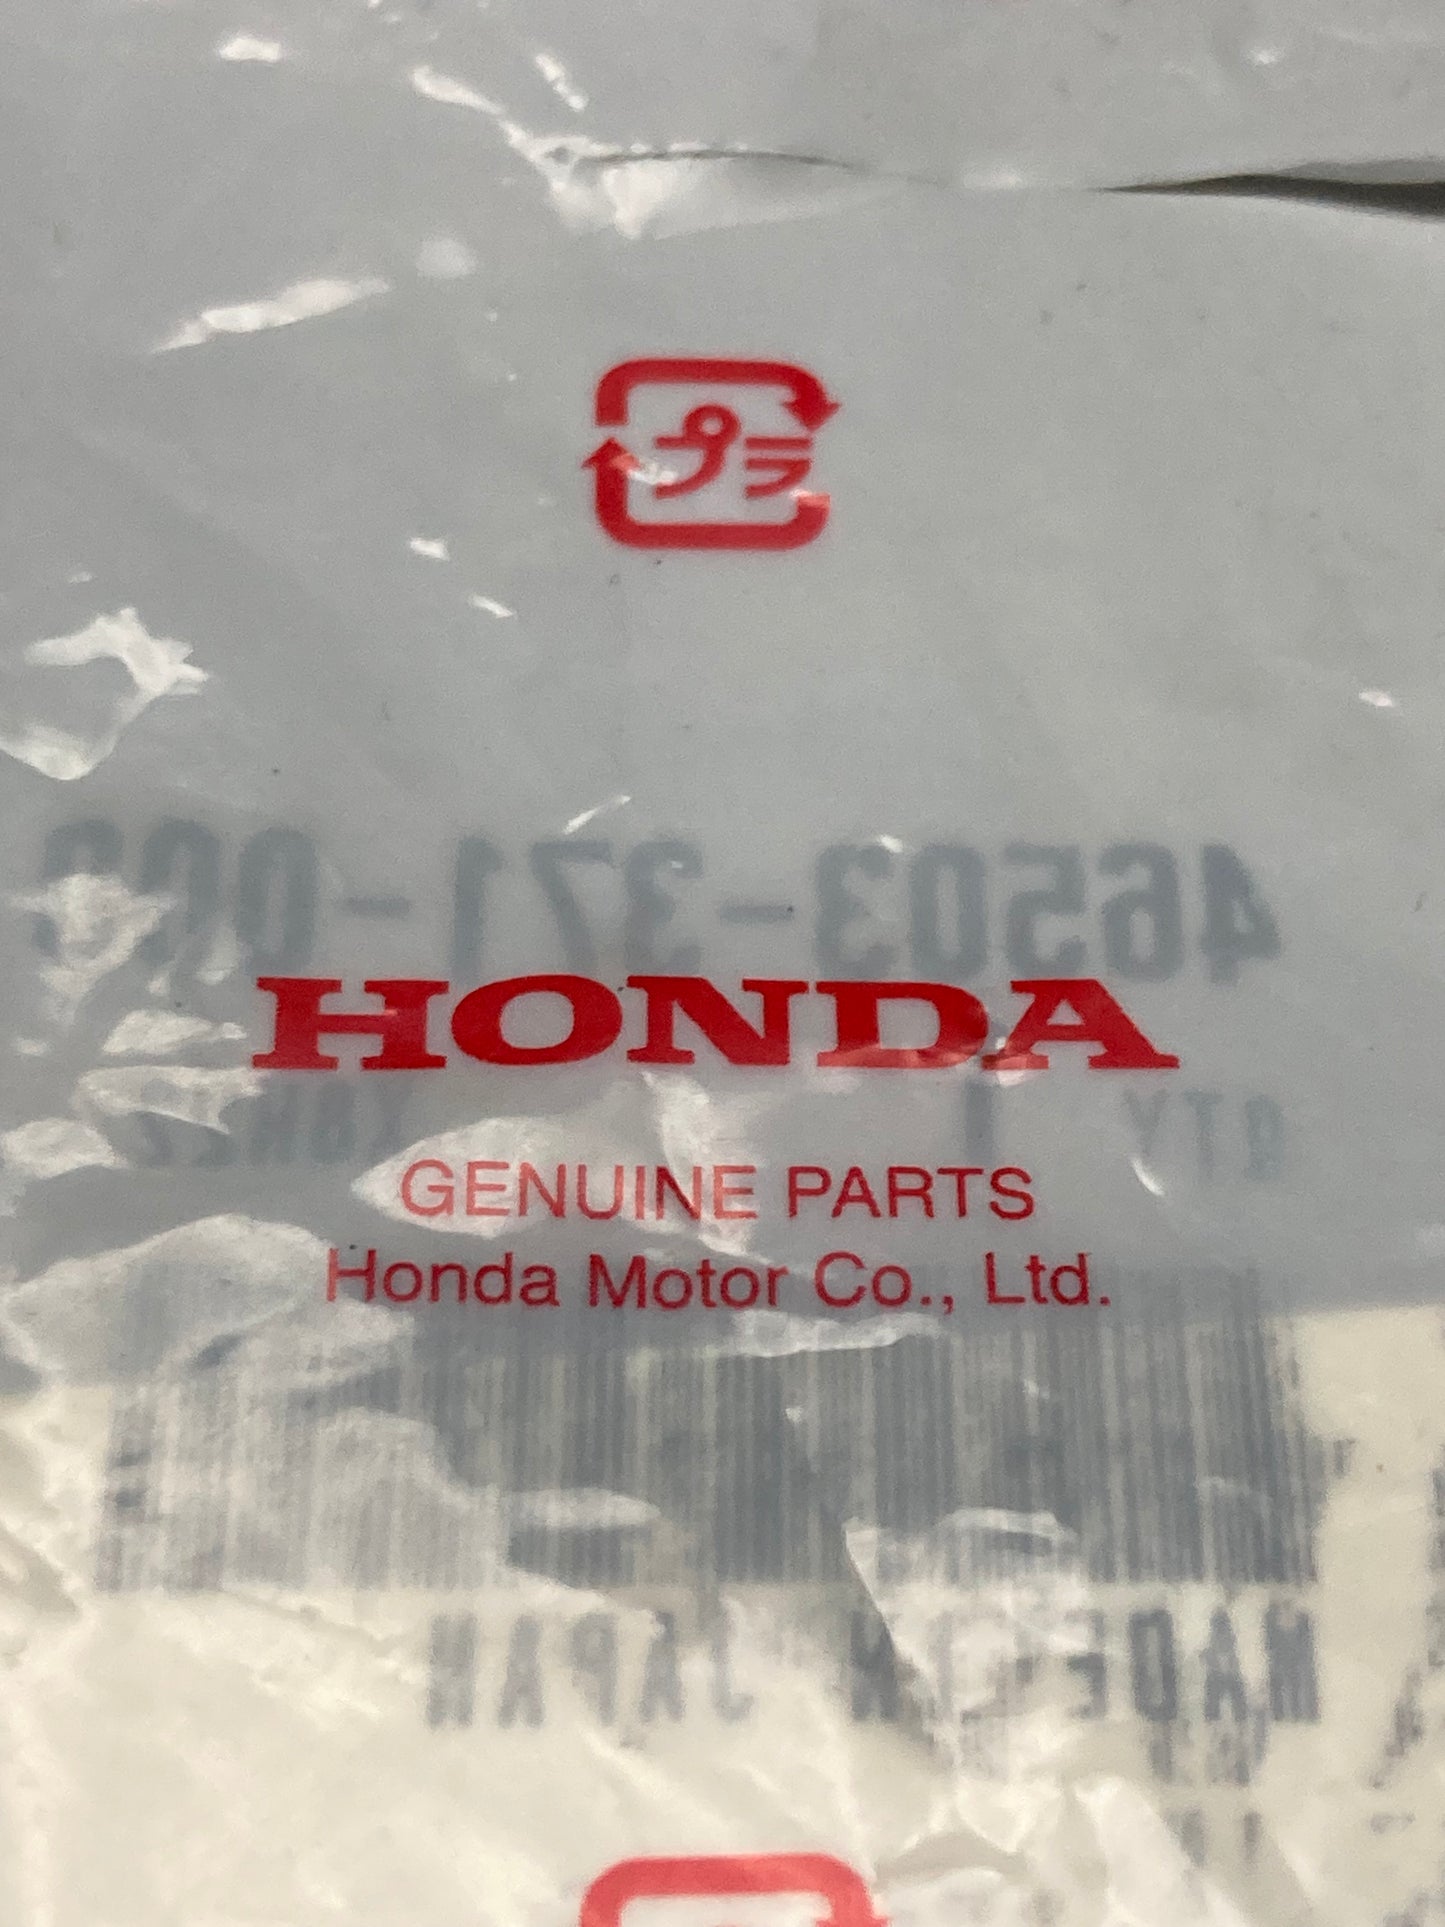 プラ
46503-371-000
HONDA
QTY 1
GENUINE PARTS
Honda Motor Co., Ltd.
MADE IN JAPAN